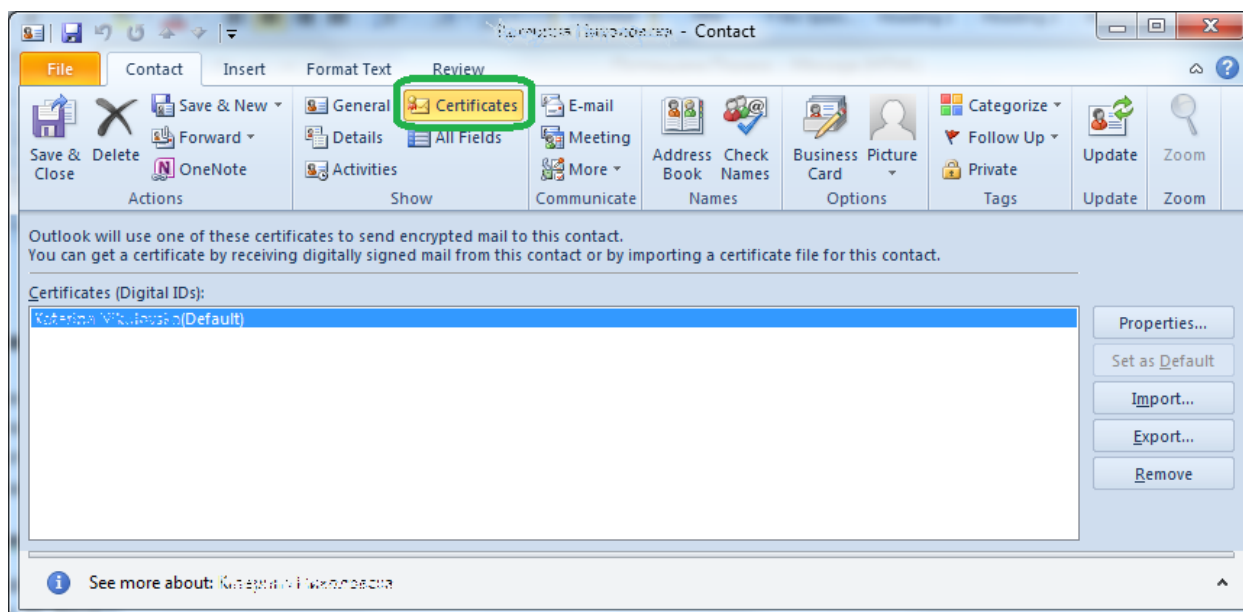 - Contact
File Contact Insert Format Text Review
Save & Close
Delete
Save & New
Forward
OneNote
Actions
General
Details
Activities
Certificates
All Fields
Show
E-mail
Meeting
More
Communicate
Address Book
Check Names
Names
Business Card
Picture
Options
Categorize
Follow Up
Private
Tags
Update
Update
Zoom
Zoom
Outlook will use one of these certificates to send encrypted mail to this contact.
You can get a certificate by receiving digitally signed mail from this contact or by importing a certificate file for this contact.
Certificates (Digital IDs):
(Default)
Properties...
Set as Default
Import...
Export...
Remove
See more about: